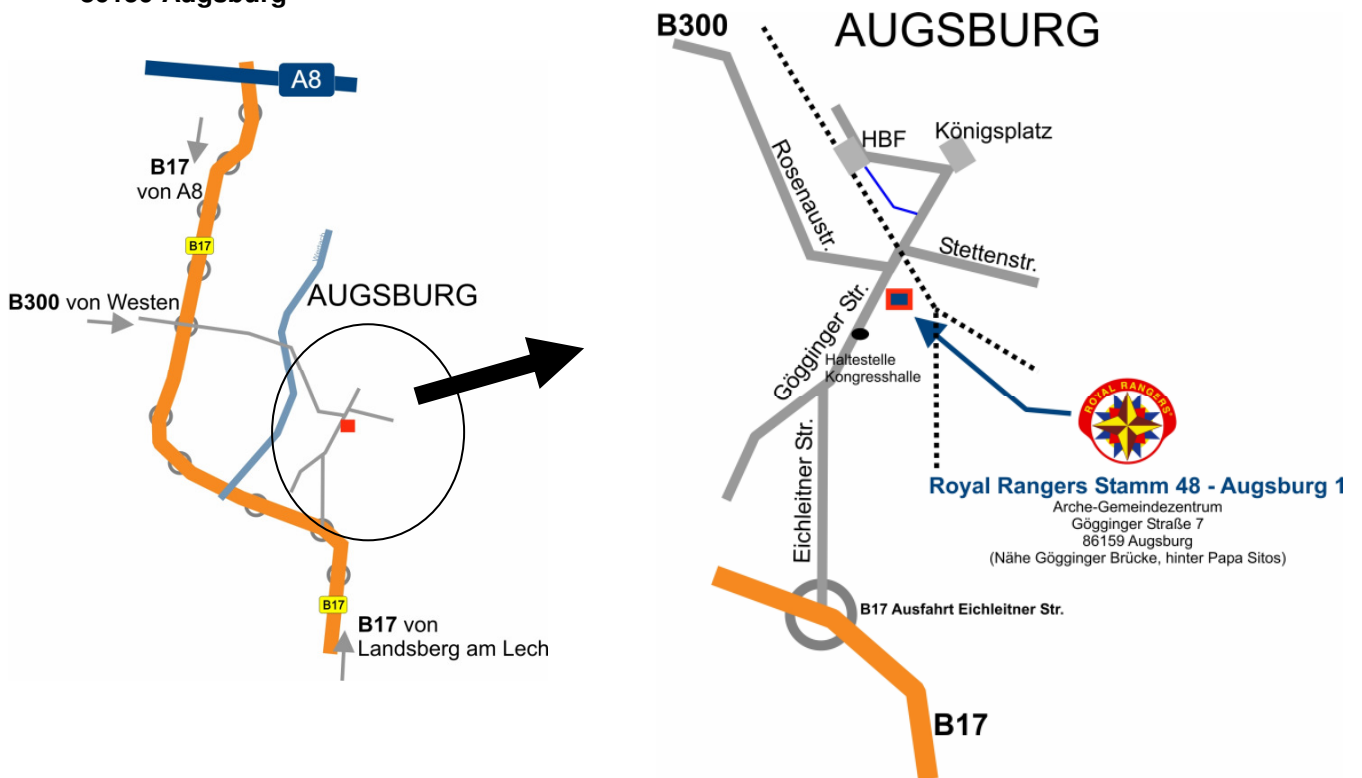 A8
B17
von A8
B17
B300 von Westen
AUGSBURG
B17
B17 von
Landsberg am Lech
B300
AUGSBURG
HBF
Königsplatz
Rosenaustr.
Stettenstr.
Gögginger Str.
Haltestelle
Kongresshalle
Eichleitner Str.
ROYAL RANGERS
Royal Rangers Stamm 48 - Augsburg 1
Arche-Gemeindezentrum
Gögginger Straße 7
86159 Augsburg
(Nähe Gögginger Brücke, hinter Papa Sitos)
B17 Ausfahrt Eichleitner Str.
B17